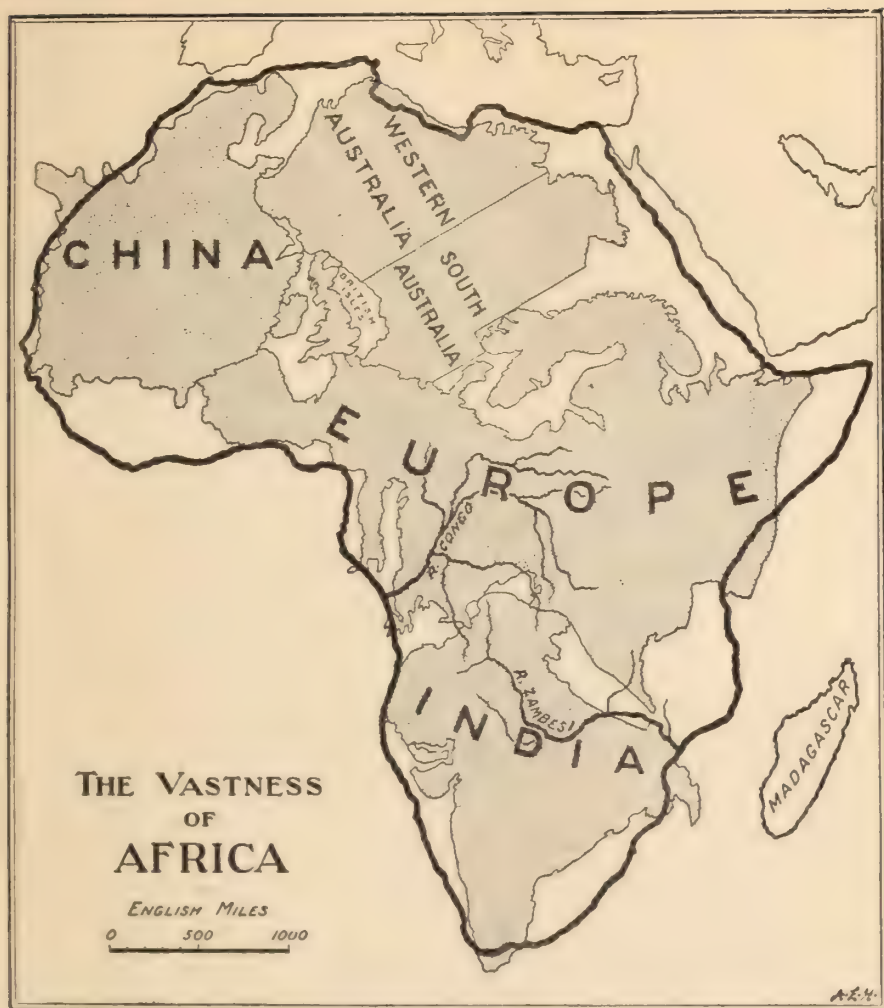 CHINA
WESTERN
AUSTRALIA
SOUTH
AUSTRALIA
BRITISH
ISLES
EUROPE
R. CONGO
R. ZAMBESI
INDIA
MADAGASCAR
THE VASTNESS
OF
AFRICA
ENGLISH MILES
0 500 1000
A.E.H.